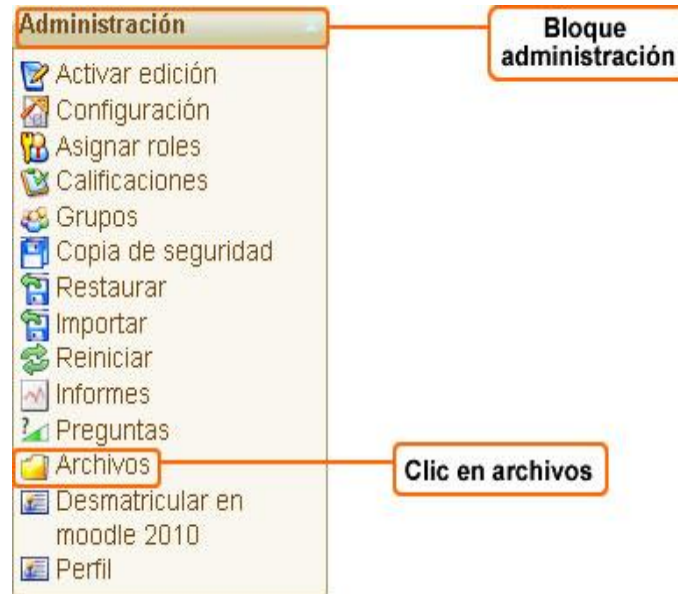 Administración
Bloque
administración
Activar edición
Configuración
Asignar roles
Calificaciones
Grupos
Copia de seguridad
Restaurar
Importar
Reiniciar
Informes
Preguntas
Archivos
Clic en archivos
Desmatricular en
moodle 2010
Perfil